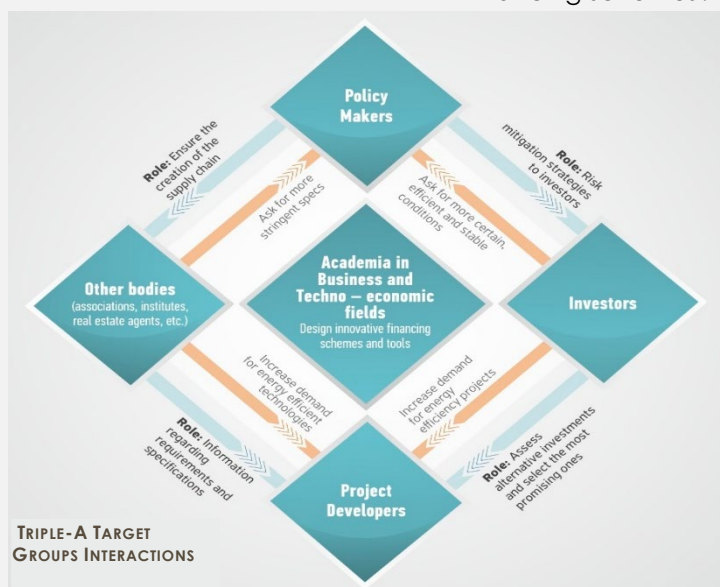 Policy
Makers
Role: Ensure the
creation of the
supply chain
Ask for more
stringent specs
Role: Risk
mitigation strategies
to investors
Ask for more certain,
efficient and stable
conditions
Other bodies
(associations, institutes,
real estate agents, etc.)
Academia in
Business and
Techno – economic
fields
Design innovative financing
schemes and tools
Investors
Increase demand
for energy efficient
technologies
Increase demand
for energy
efficiency projects
Role: Information
regarding
requirements and
specifications
Role: Assess
alternative investments
and select the most
promising ones
Project
Developers
TRIPLE-A TARGET
GROUPS INTERACTIONS